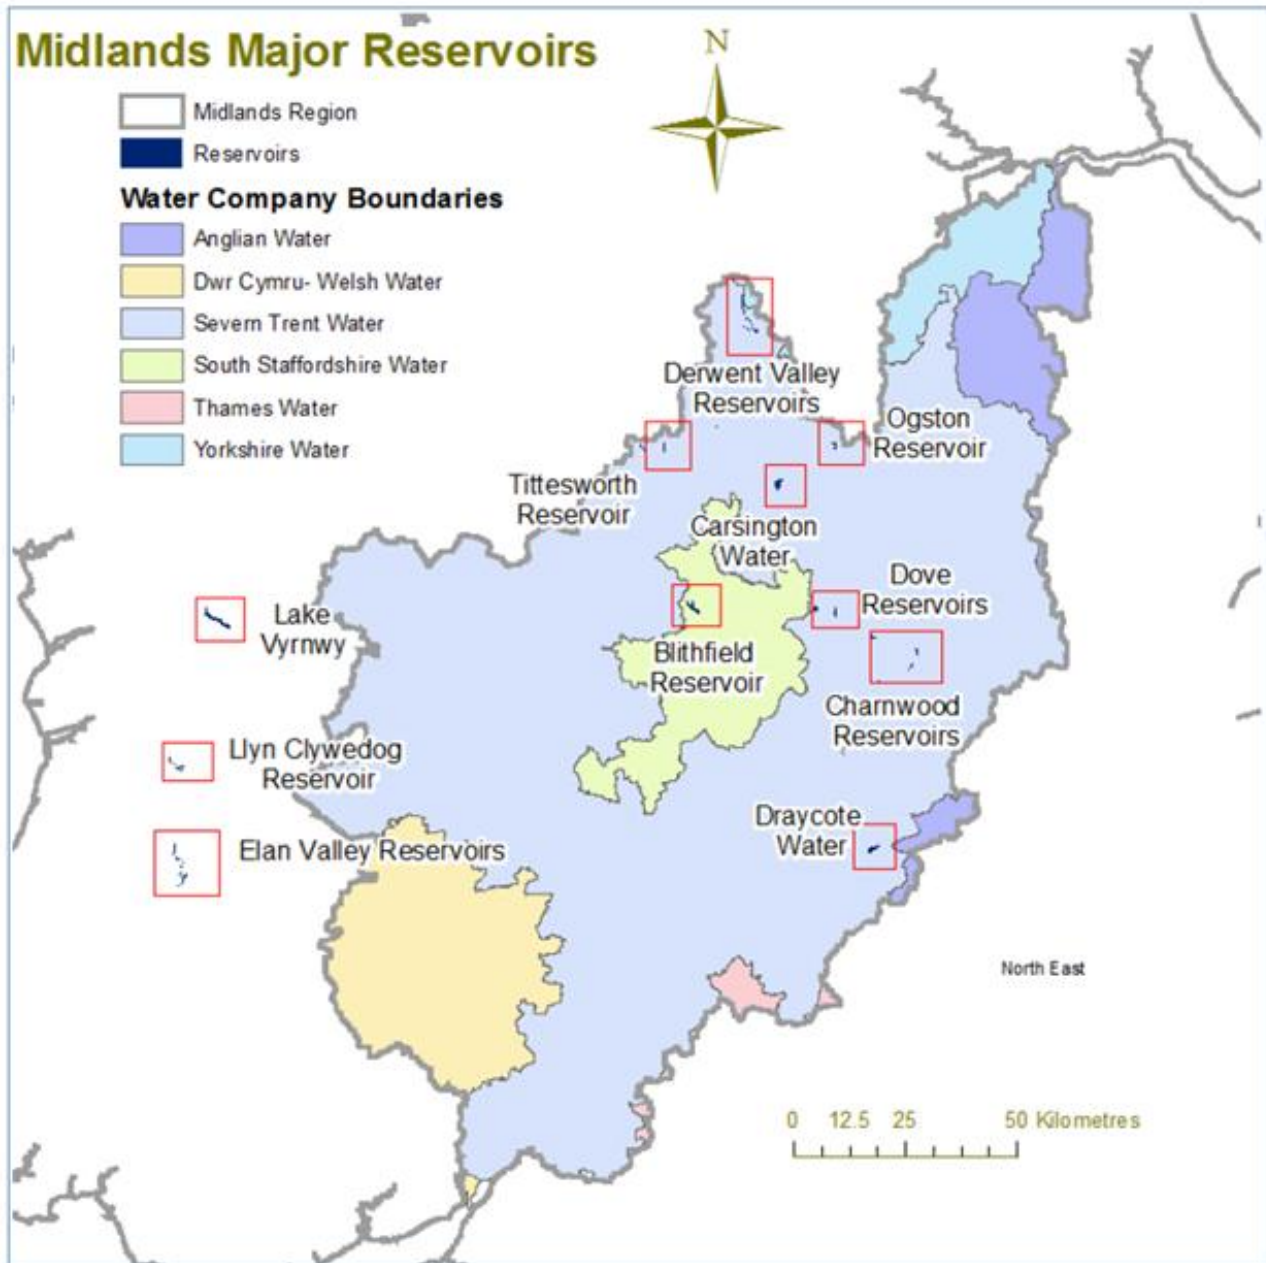 Midlands Major Reservoirs
N
Midlands Region
Reservoirs
Water Company Boundaries
Anglian Water
Dwr Cymru- Welsh Water
Severn Trent Water
South Staffordshire Water
Thames Water
Yorkshire Water
Derwent Valley
Reservoirs
Ogston
Reservoir
Tittesworth
Reservoir
Carsington
Water
Dove
Reservoirs
Lake
Vyrnwy
Blithfield
Reservoir
Charnwood
Reservoirs
Llyn Clywedog
Reservoir
Draycote
Water
Elan Valley Reservoirs
North East
0 12.5 25 50 Kilometres